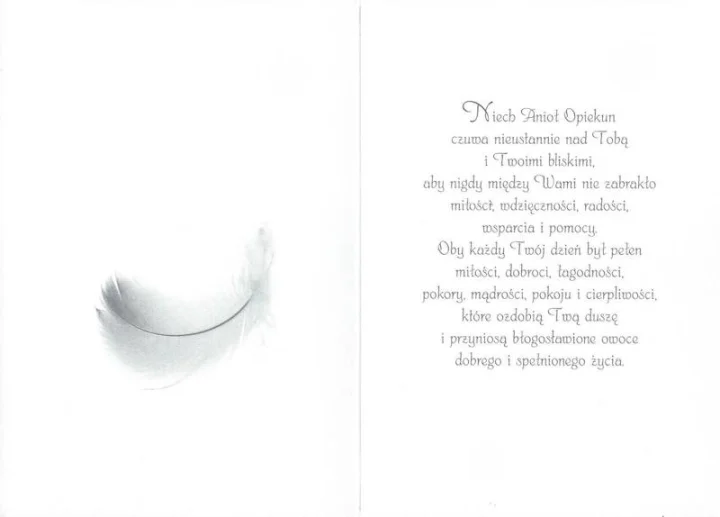 Niech Anioł Opiekun
czuwa nieustannie nad Tobą
i Twoimi bliskimi,
aby nigdy między Wami nie zabrakło
miłości, wdzięczności, radości,
wsparcia i pomocy.
Oby każdy Twój dzień był pełen
miłości, dobroci, łagodności,
pokory, mądrości, pokoju i cierpliwości,
które ozdobią Twą duszę
i przyniosą błogosławione owoce
dobrego i spełnionego życia.